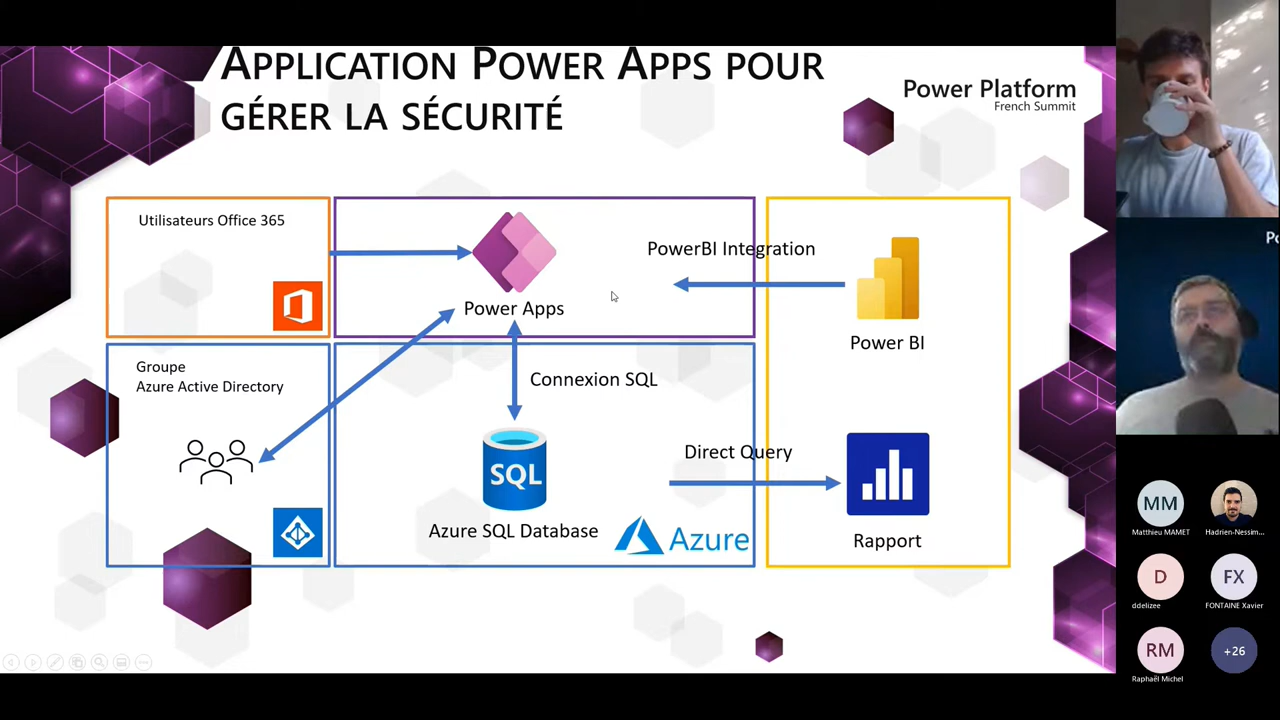 APPLICATION POWER APPS POUR
GÉRER LA SÉCURITÉ
Power Platform
French Summit
Utilisateurs Office 365
Power Apps
PowerBI Integration
Power BI
Groupe
Azure Active Directory
Connexion SQL
SQL
Azure SQL Database
Azure
Direct Query
Rapport
Po
MM
Matthieu MAMET
Hadrien-Nessim...
D
ddelizee
FX
FONTAINE Xavier
RM
Raphaël Michel
+26